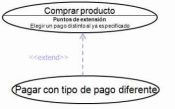 Comprar producto
Puntos de extensión
Elegir un pago distinto al ya especificado
<<extend>>
Pagar con tipo de pago diferente